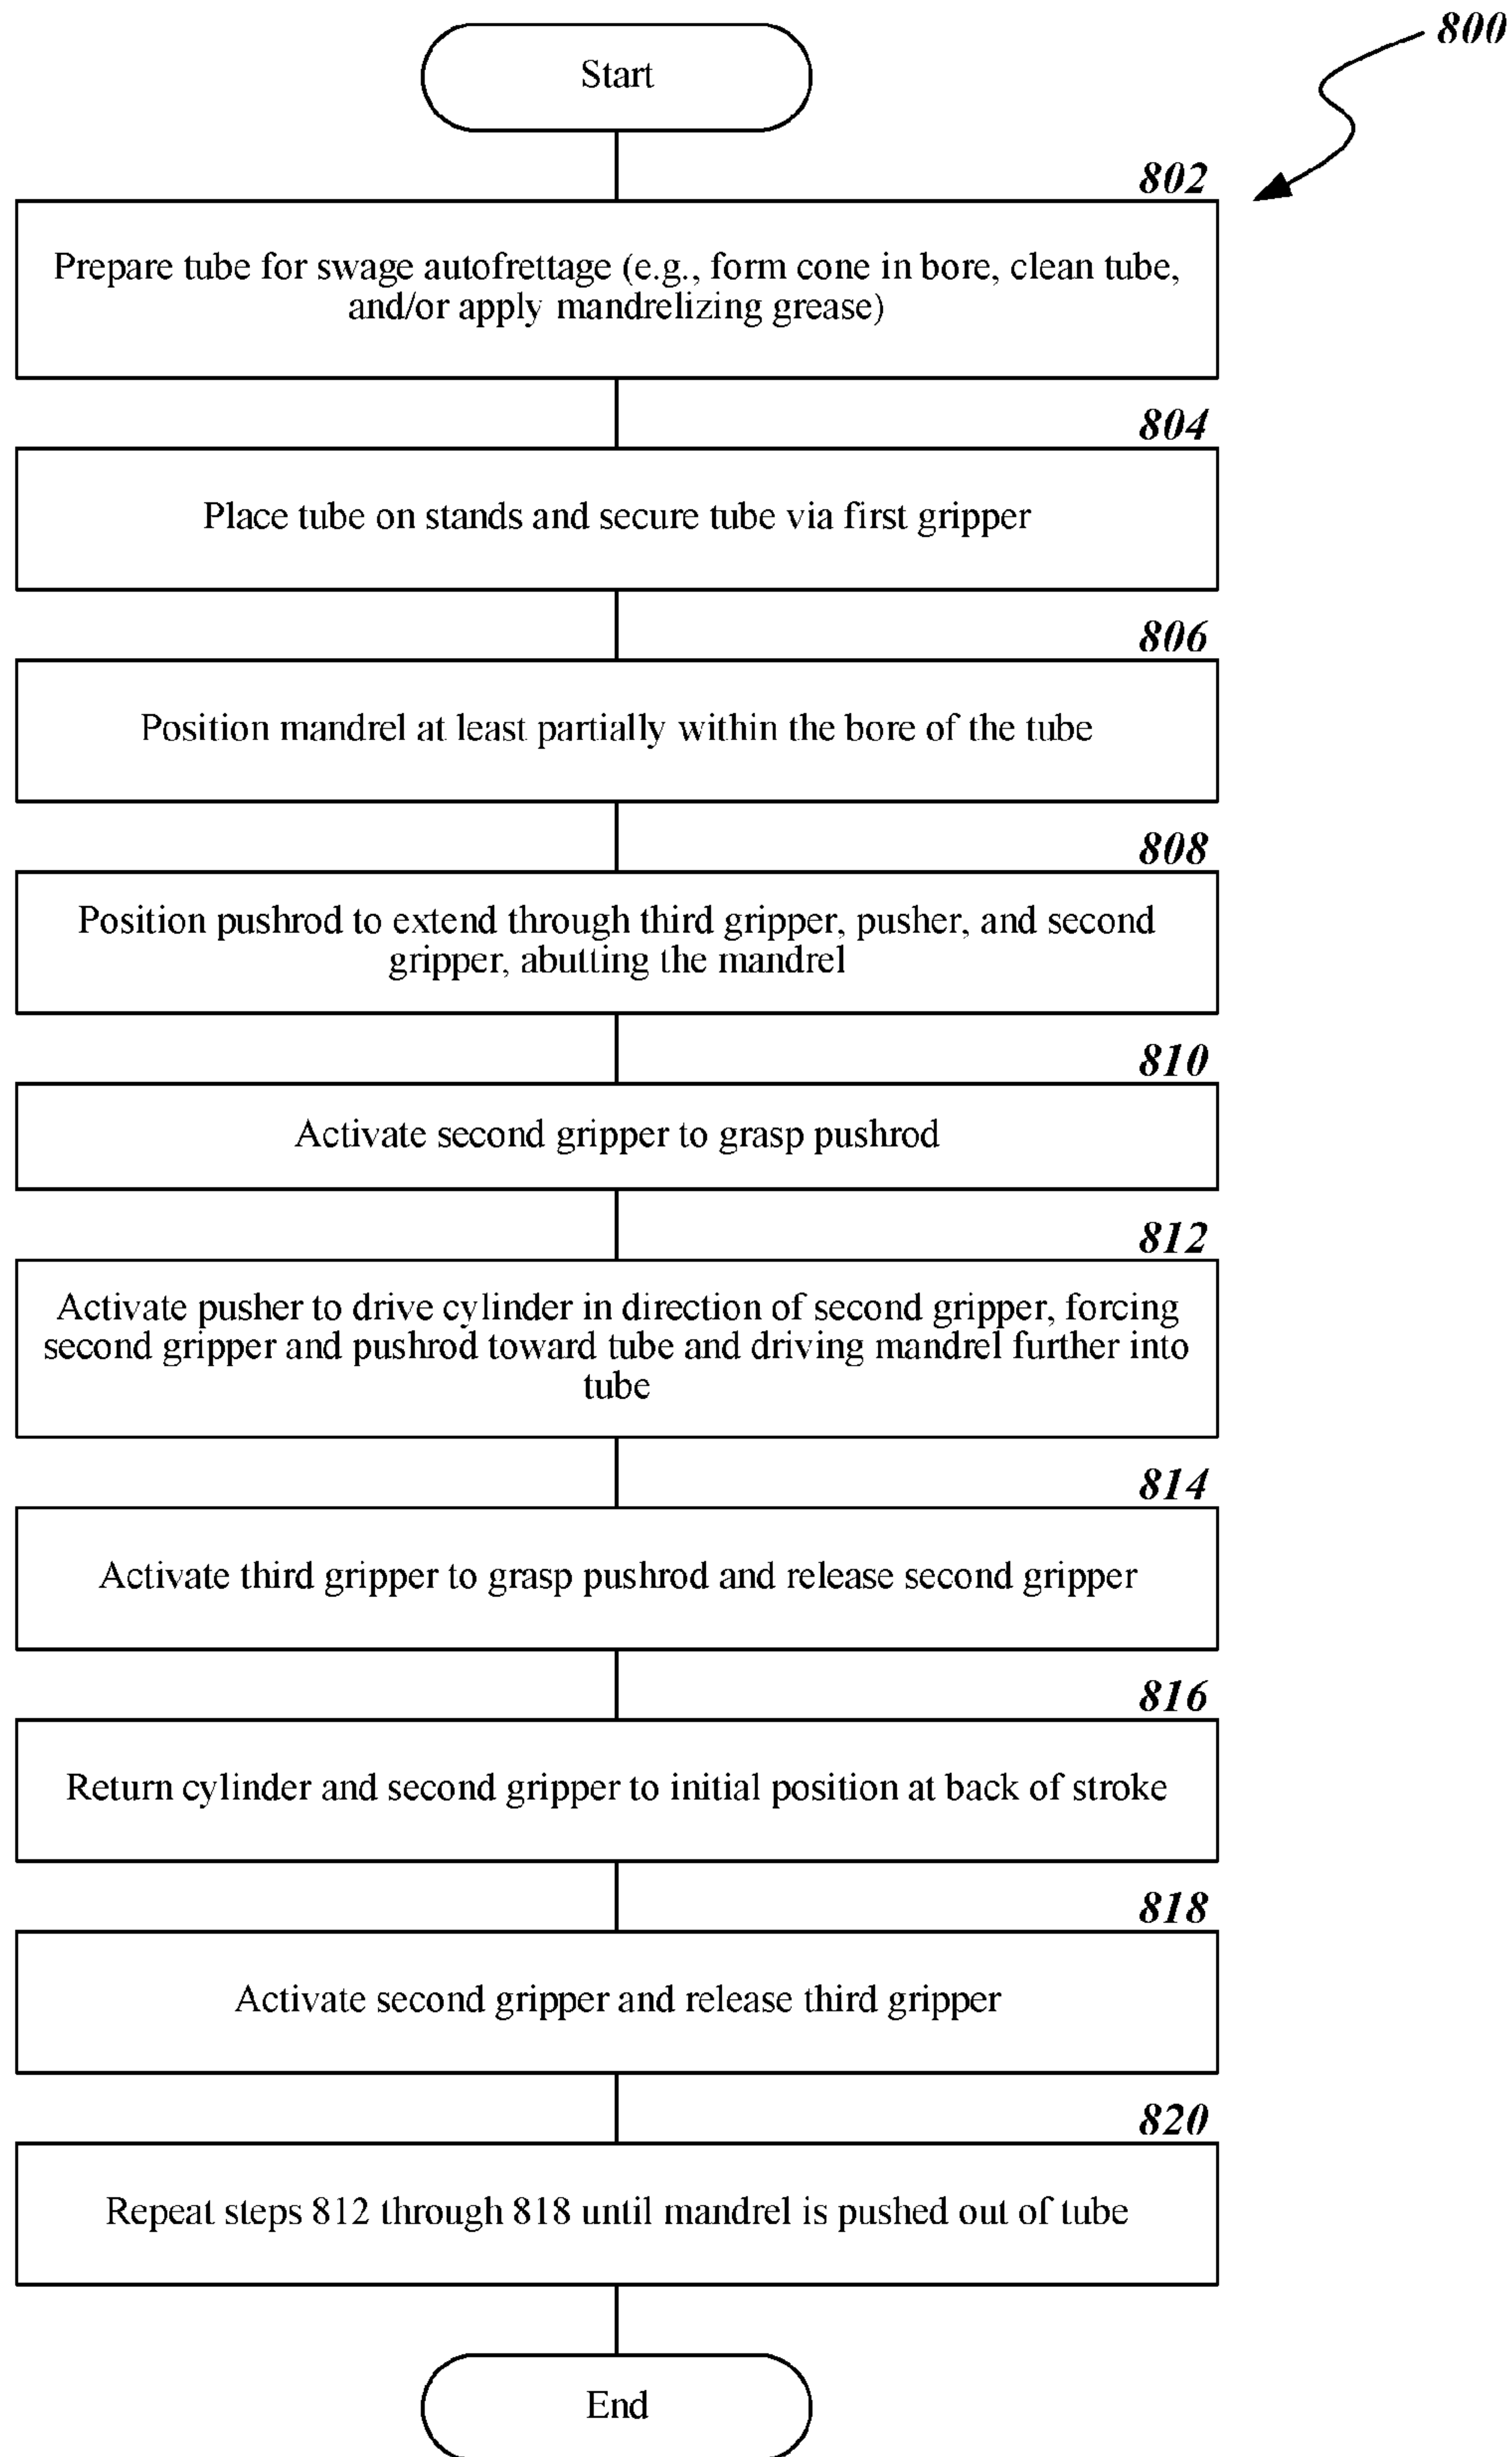 800
Start
802
Prepare tube for swage autofrettage (e.g., form cone in bore, clean tube,
and/or apply mandrelizing grease)
804
Place tube on stands and secure tube via first gripper
806
Position mandrel at least partially within the bore of the tube
808
Position pushrod to extend through third gripper, pusher, and second
gripper, abutting the mandrel
810
Activate second gripper to grasp pushrod
812
Activate pusher to drive cylinder in direction of second gripper, forcing
second gripper and pushrod toward tube and driving mandrel further into
tube
814
Activate third gripper to grasp pushrod and release second gripper
816
Return cylinder and second gripper to initial position at back of stroke
818
Activate second gripper and release third gripper
820
Repeat steps 812 through 818 until mandrel is pushed out of tube
End